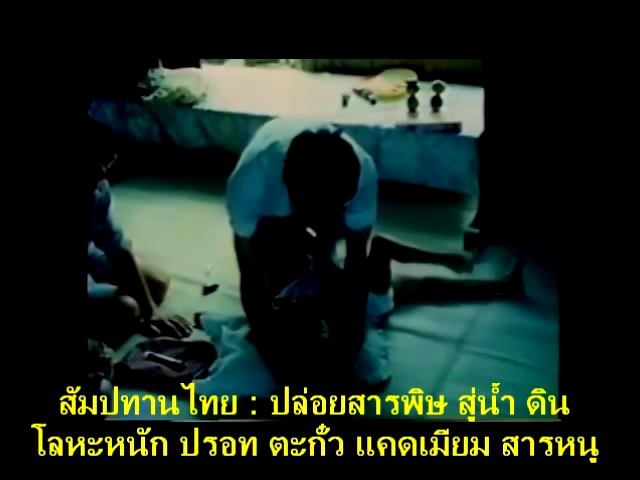 สัมปทานไทย : ปล่อยสารพิษ สู่น้ำ ดิน
โลหะหนัก ปรอท ตะกั๋ว แคดเมียม สารหนู